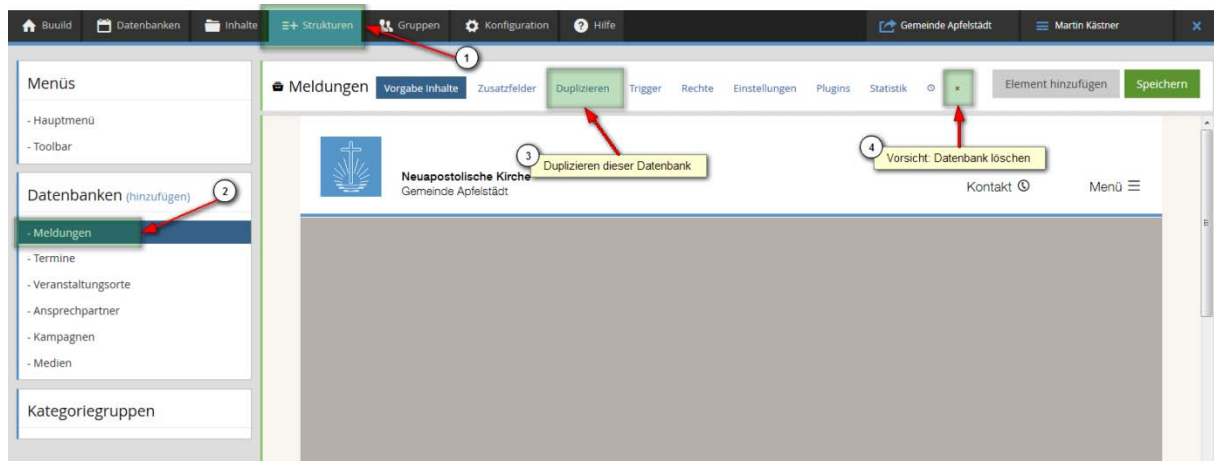 Buuild Datenbanken Inhalte Strukturen Gruppen Konfiguration Hilfe Gemeinde Apfelstädt Martin Kästner ×
1
Menüs
- Hauptmenü
- Toolbar
Datenbanken (hinzufügen)
2
- Meldungen
- Termine
- Veranstaltungsorte
- Ansprechpartner
- Kampagnen
- Medien
Kategoriegruppen
Meldungen Vorgabe Inhalte Zusatzfelder Duplizieren Trigger Rechte Einstellungen Plugins Statistik × Element hinzufügen Speichern
3 Duplizieren dieser Datenbank
4 Vorsicht: Datenbank löschen
Neuapostolische Kirche
Gemeinde Apfelstädt
Kontakt Menü